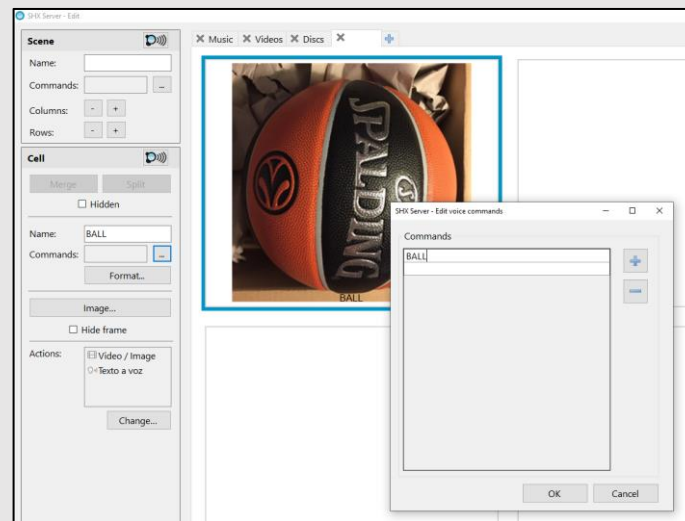 SHX Server - Edit
Scene
Name:
Commands:
...
Columns:
- +
Rows:
- +
Cell
Merge Split
Hidden
Name: BALL
Commands:
...
Format...
Image...
Hide frame
Actions:
Video / Image
Texto a voz
Change...
Music Videos Discs
SPALDING
BALL
SHX Server - Edit voice commands
Commands
BALL
OK Cancel